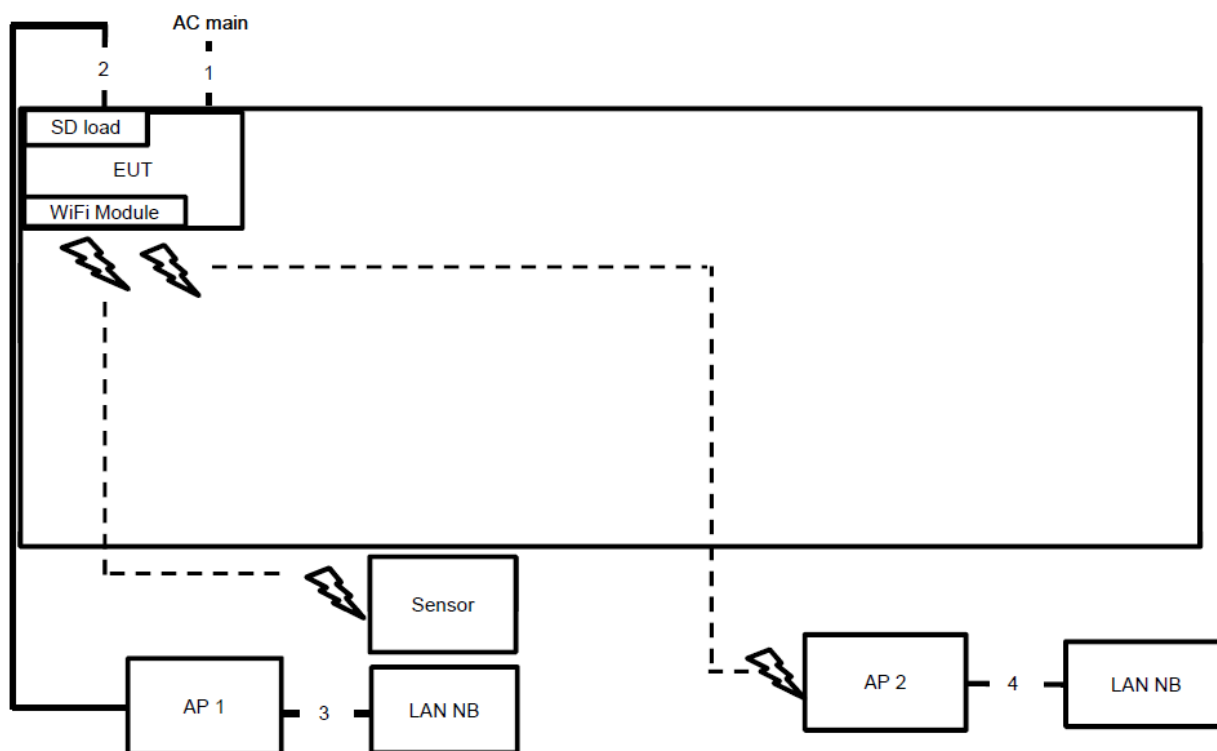 AC main
2
1
SD load
EUT
WiFi Module
Sensor
AP 1
3
LAN NB
AP 2
4
LAN NB